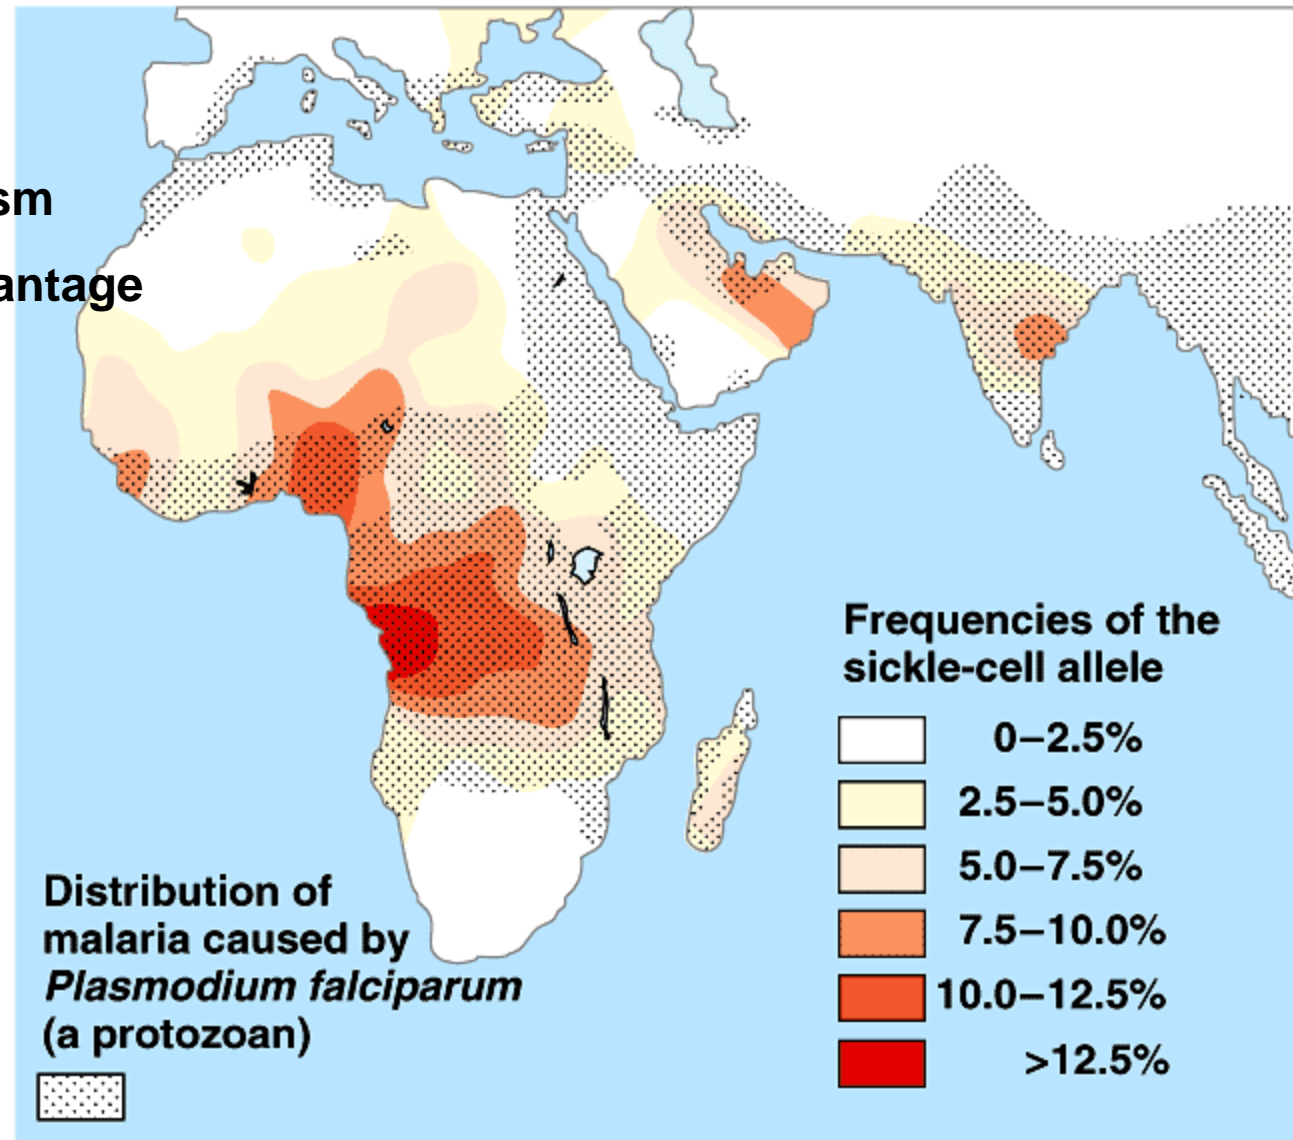 sm
antage
Frequencies of the
sickle-cell allele
0–2.5%
2.5–5.0%
5.0–7.5%
7.5–10.0%
10.0–12.5%
>12.5%
Distribution of
malaria caused by
Plasmodium falciparum
(a protozoan)